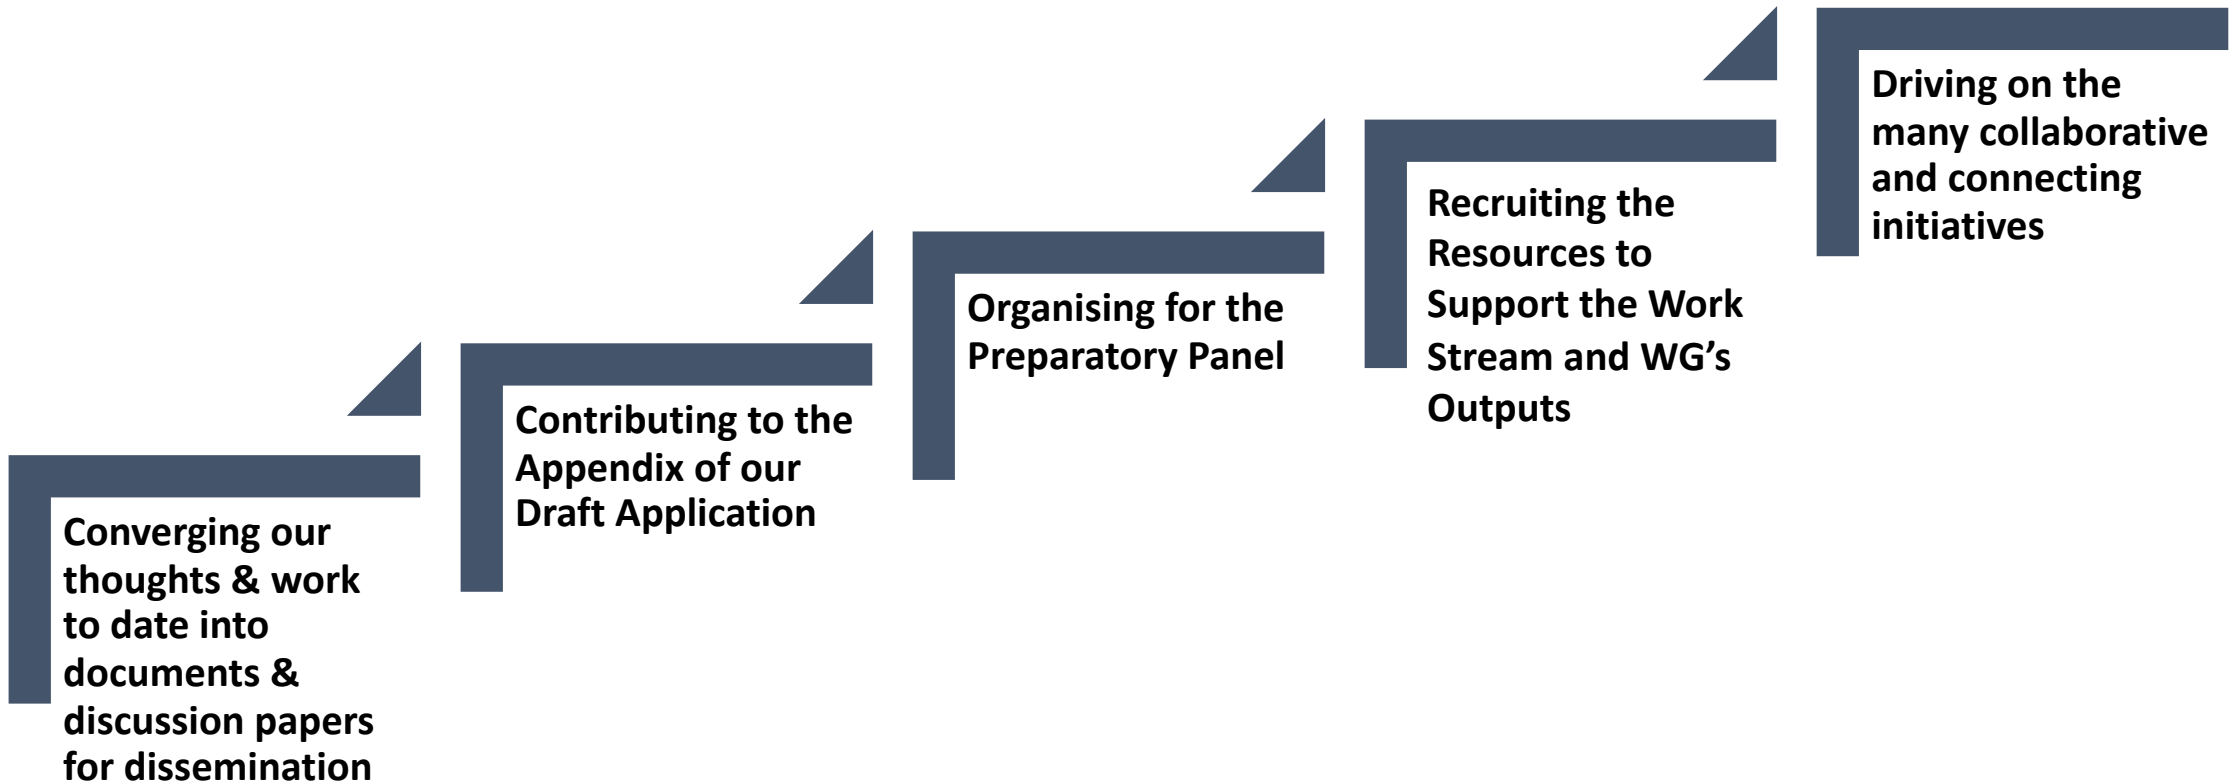 Converging our
thoughts & work
to date into
documents &
discussion papers
for dissemination
Contributing to the
Appendix of our
Draft Application
Organising for the
Preparatory Panel
Recruiting the
Resources to
Support the Work
Stream and WG’s
Outputs
Driving on the
many collaborative
and connecting
initiatives